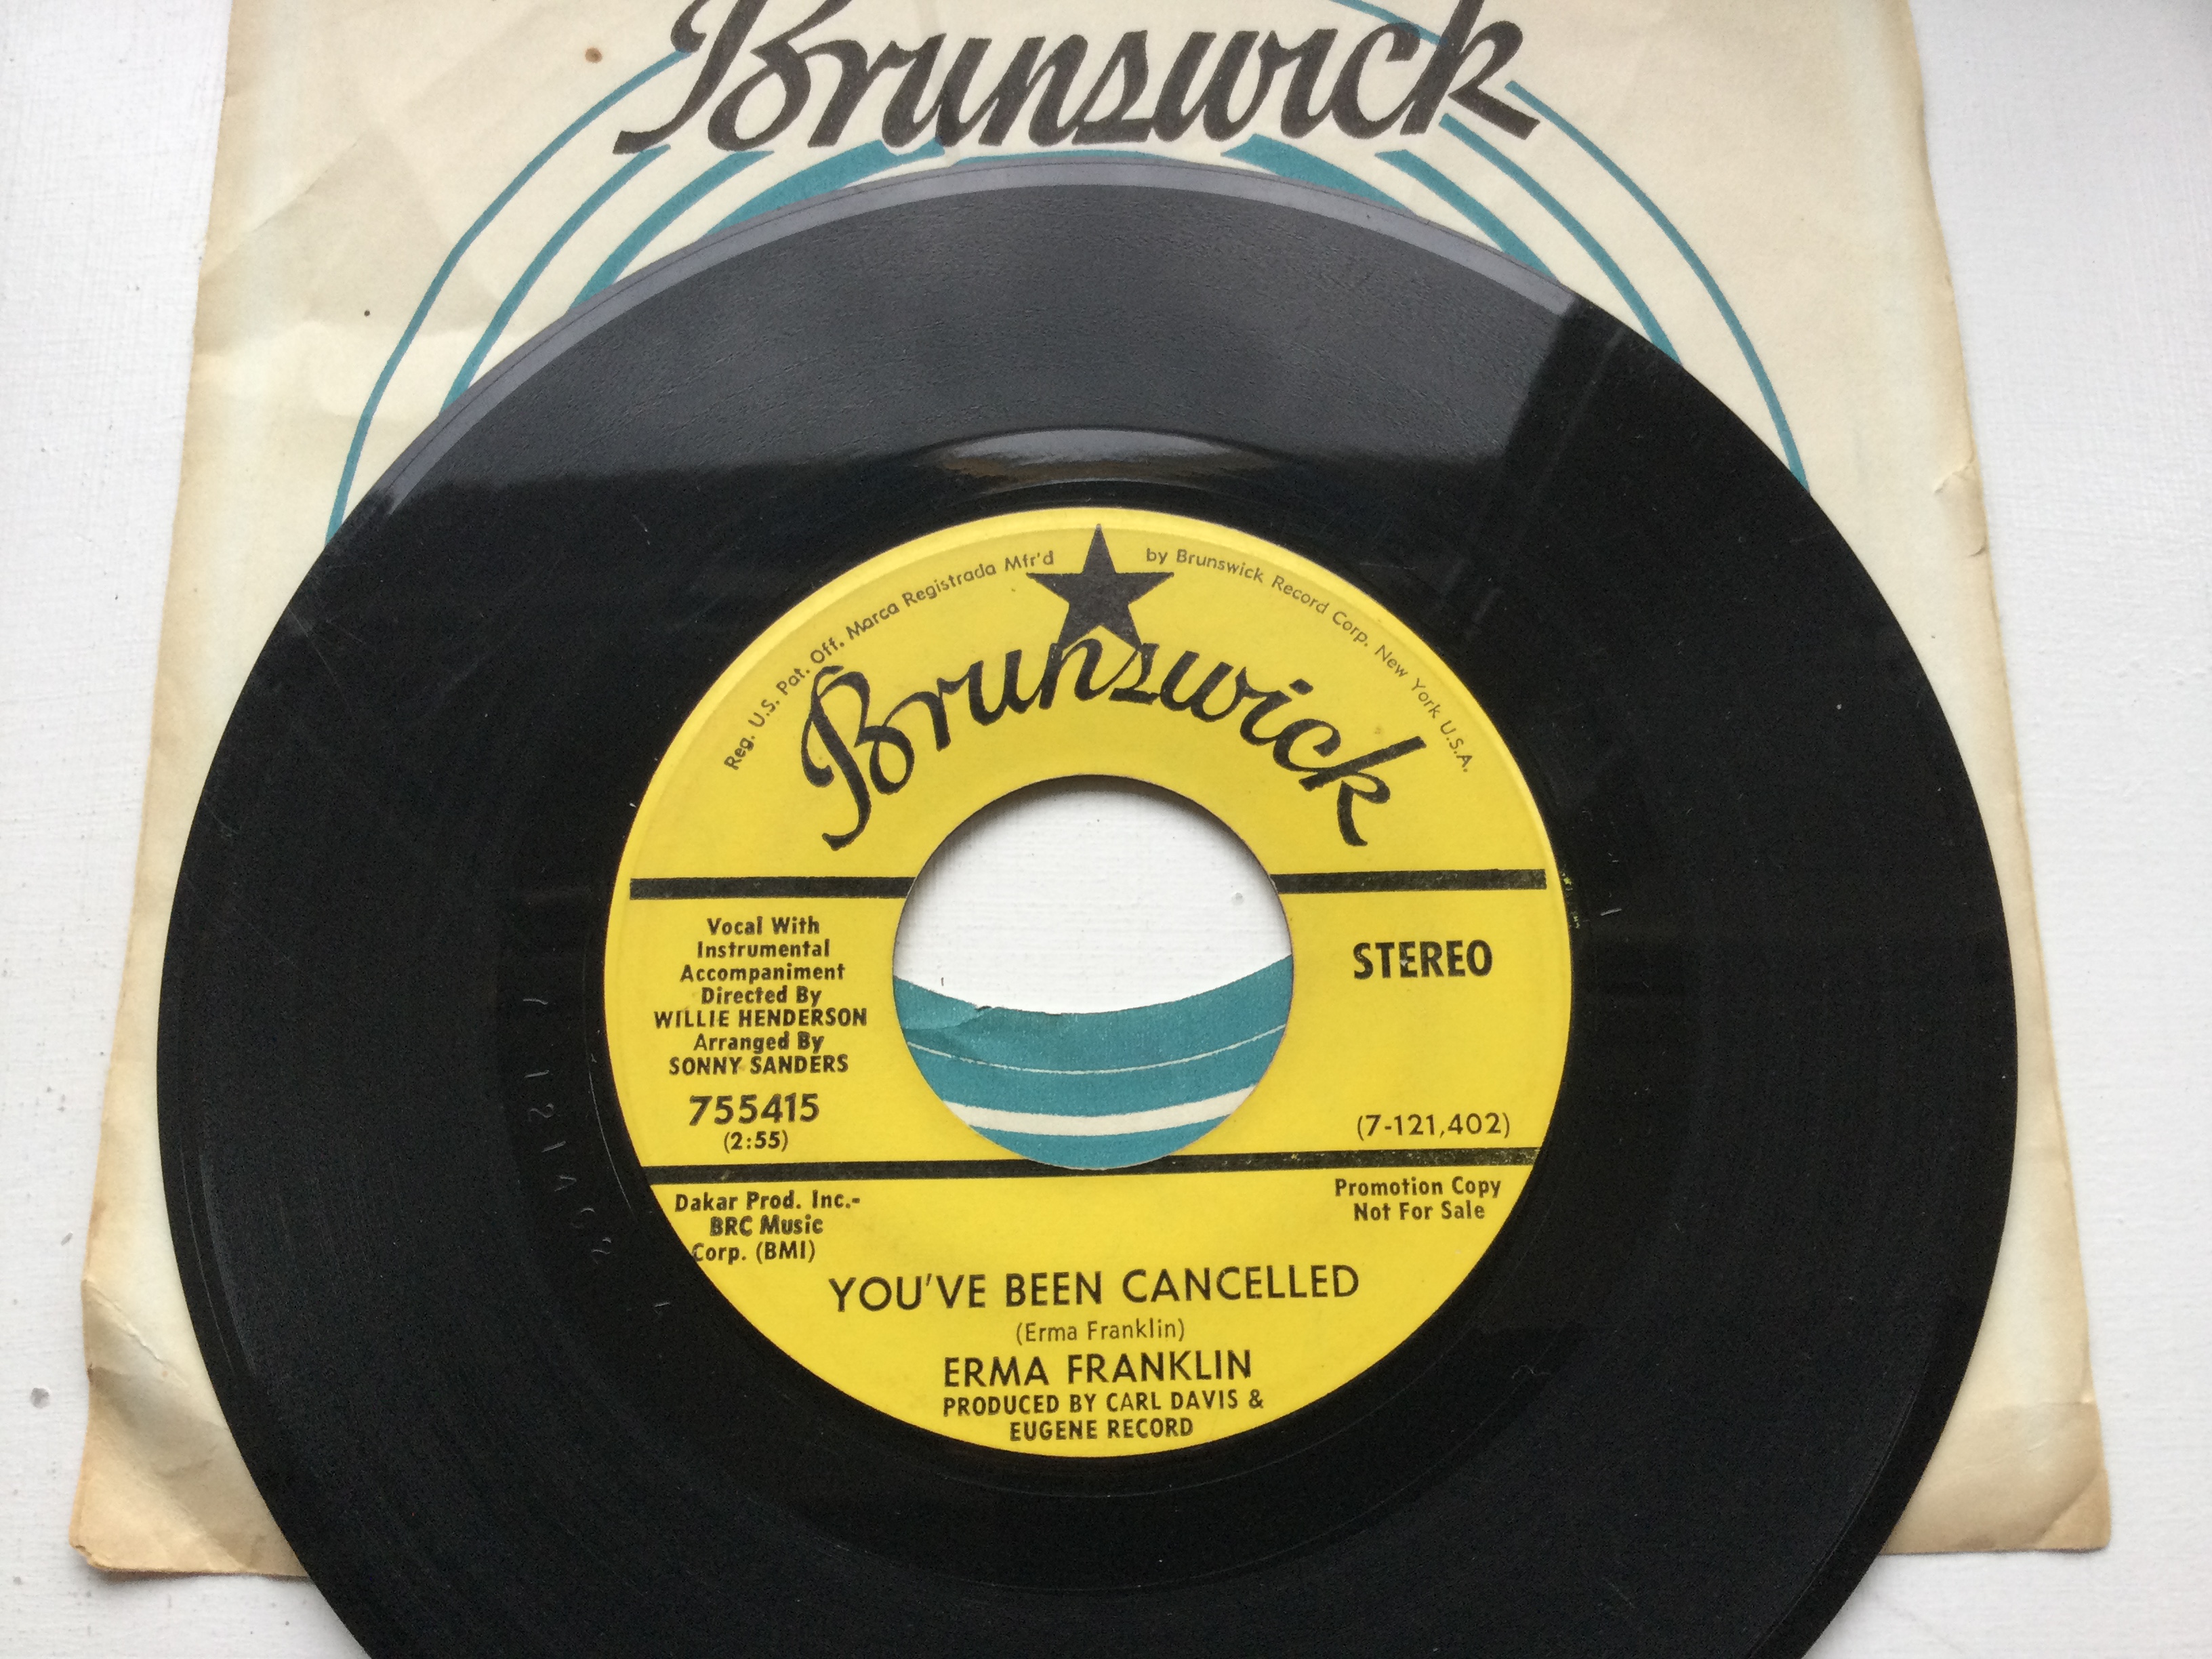 Brunswick
Reg. U.S. Pat. Off. Marca Registrada Mfr'd by Brunswick Record Corp. New York U.S.A.
Brunswick
Vocal With
Instrumental
Accompaniment
Directed By
WILLIE HENDERSON
Arranged By
SONNY SANDERS
755415
(2:55)
STEREO
(7-121,402)
Dakar Prod. Inc.-
BRC Music
Corp. (BMI)
Promotion Copy
Not For Sale
YOU'VE BEEN CANCELLED
(Erma Franklin)
ERMA FRANKLIN
PRODUCED BY CARL DAVIS &
EUGENE RECORD